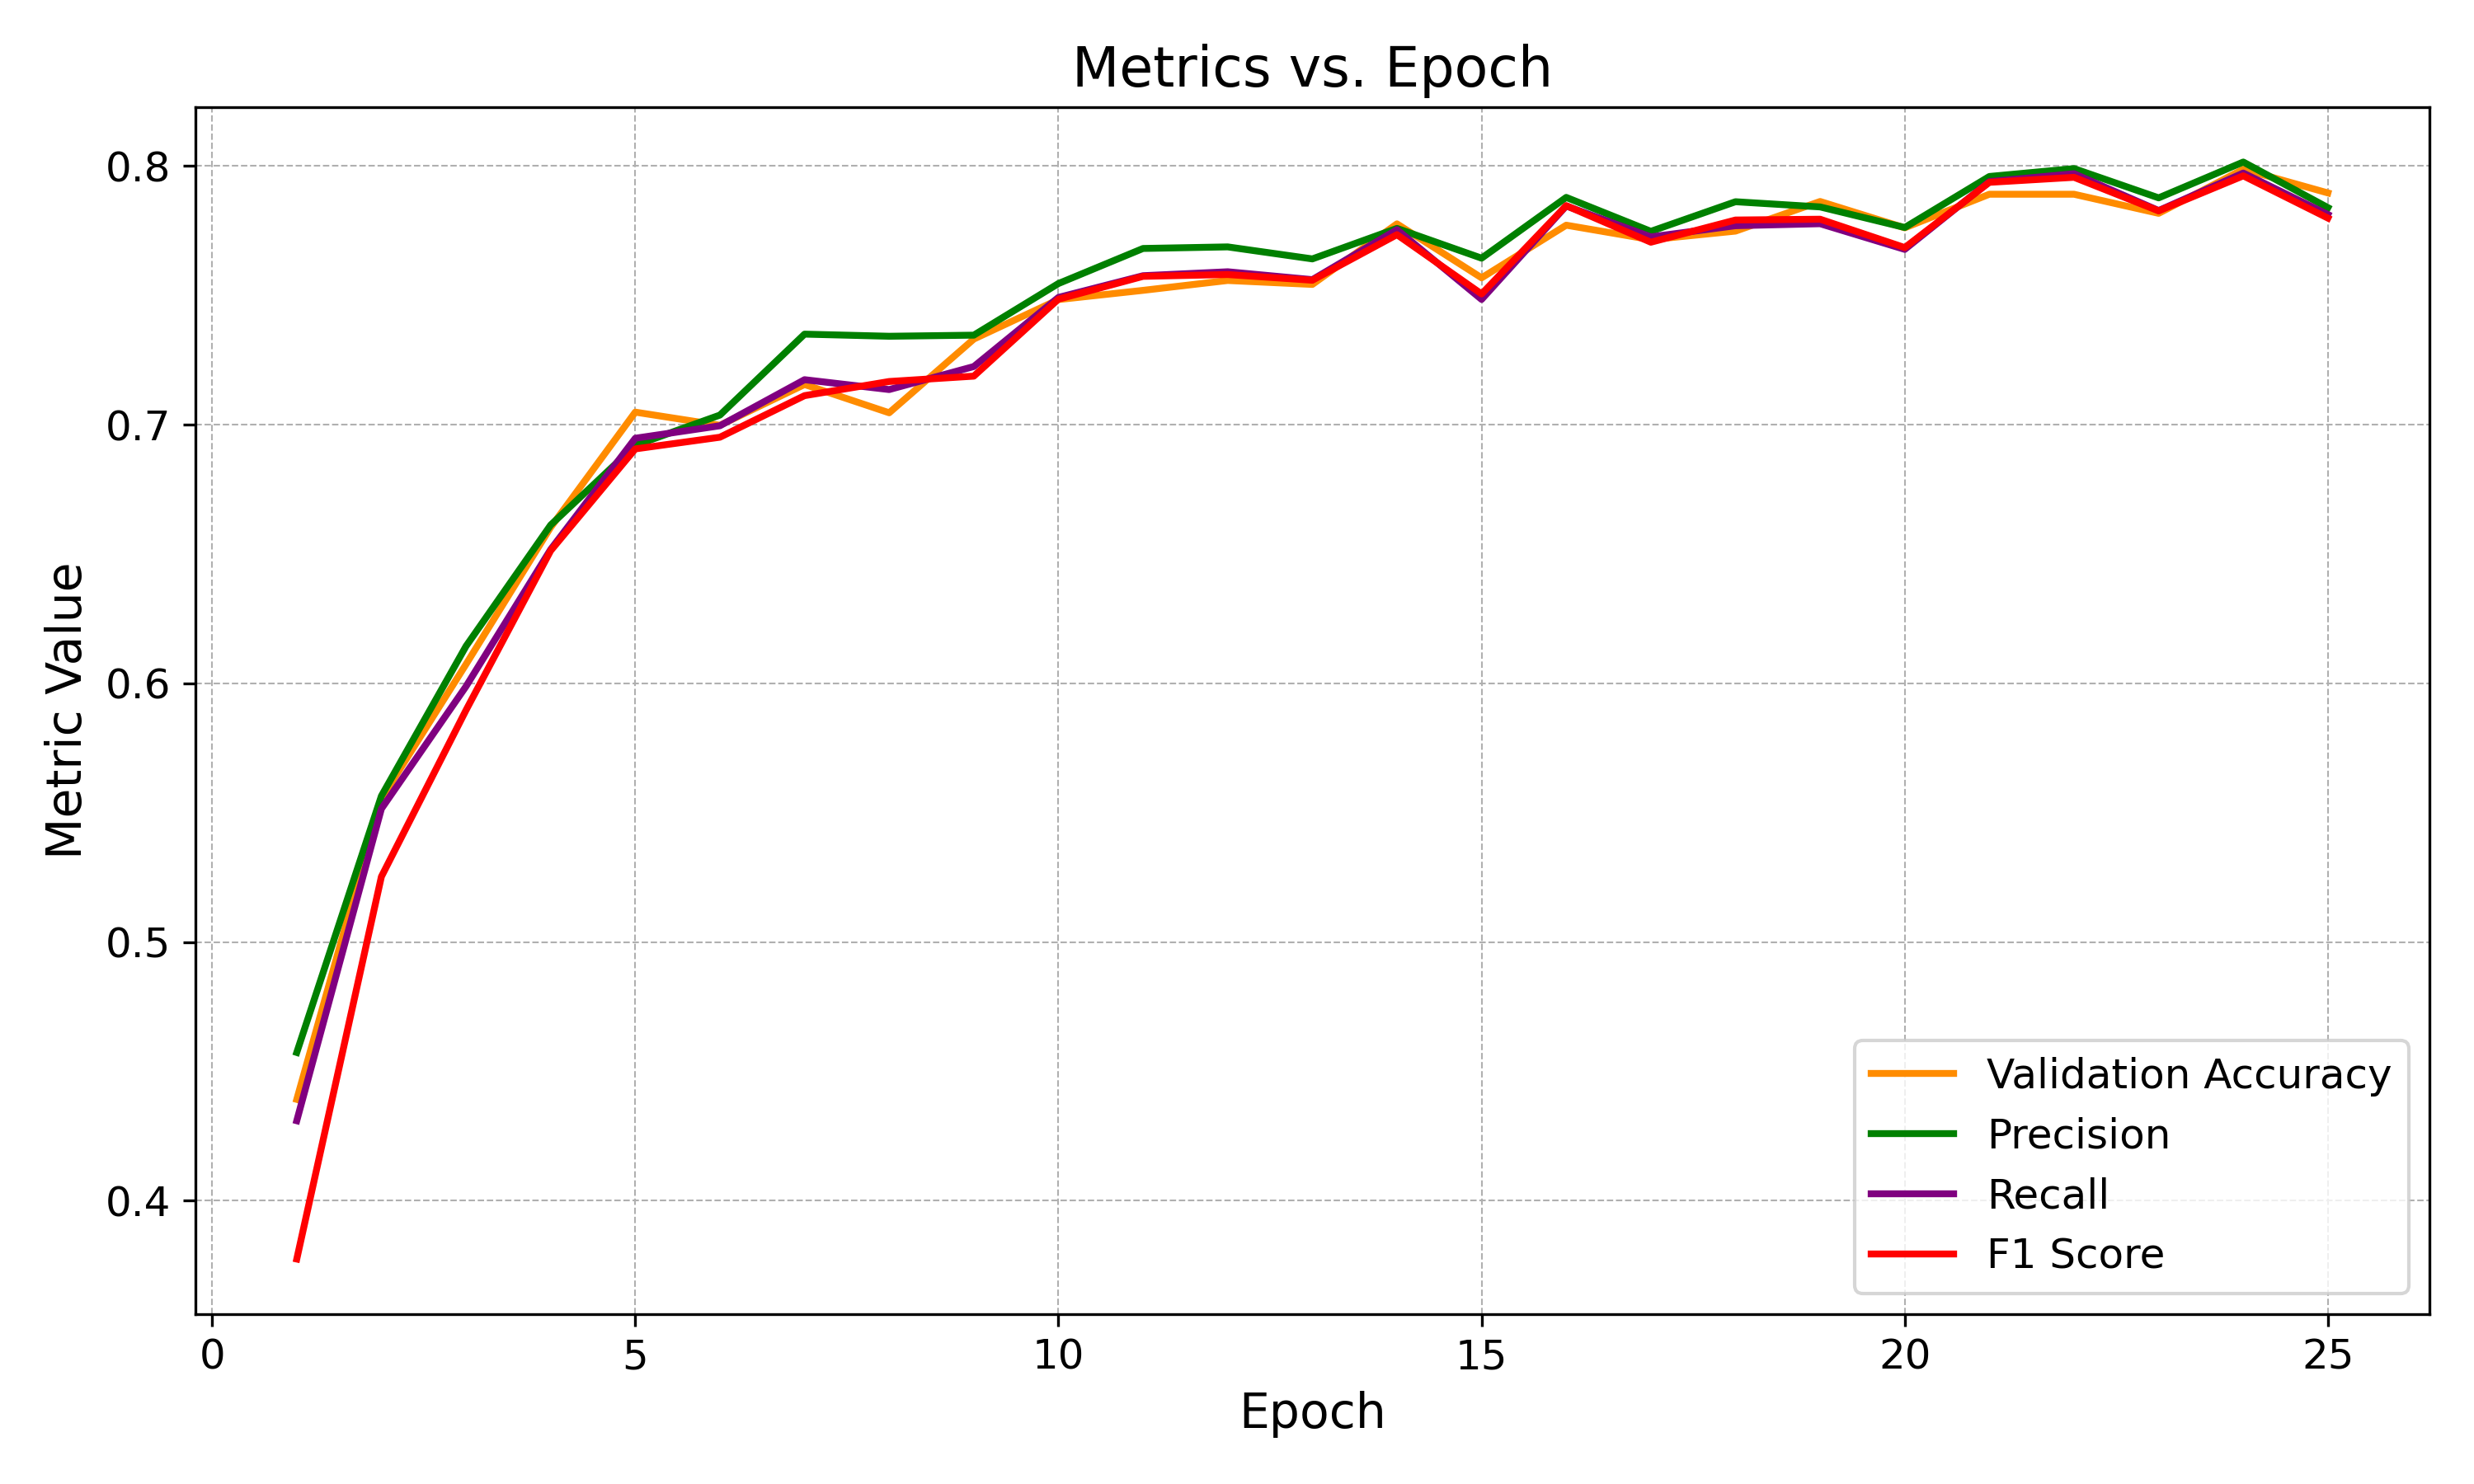 Metrics vs. Epoch
Metric Value
0.8
0.7
0.6
0.5
0.4
0
5
10
15
20
25
Epoch
Validation Accuracy
Precision
Recall
F1 Score